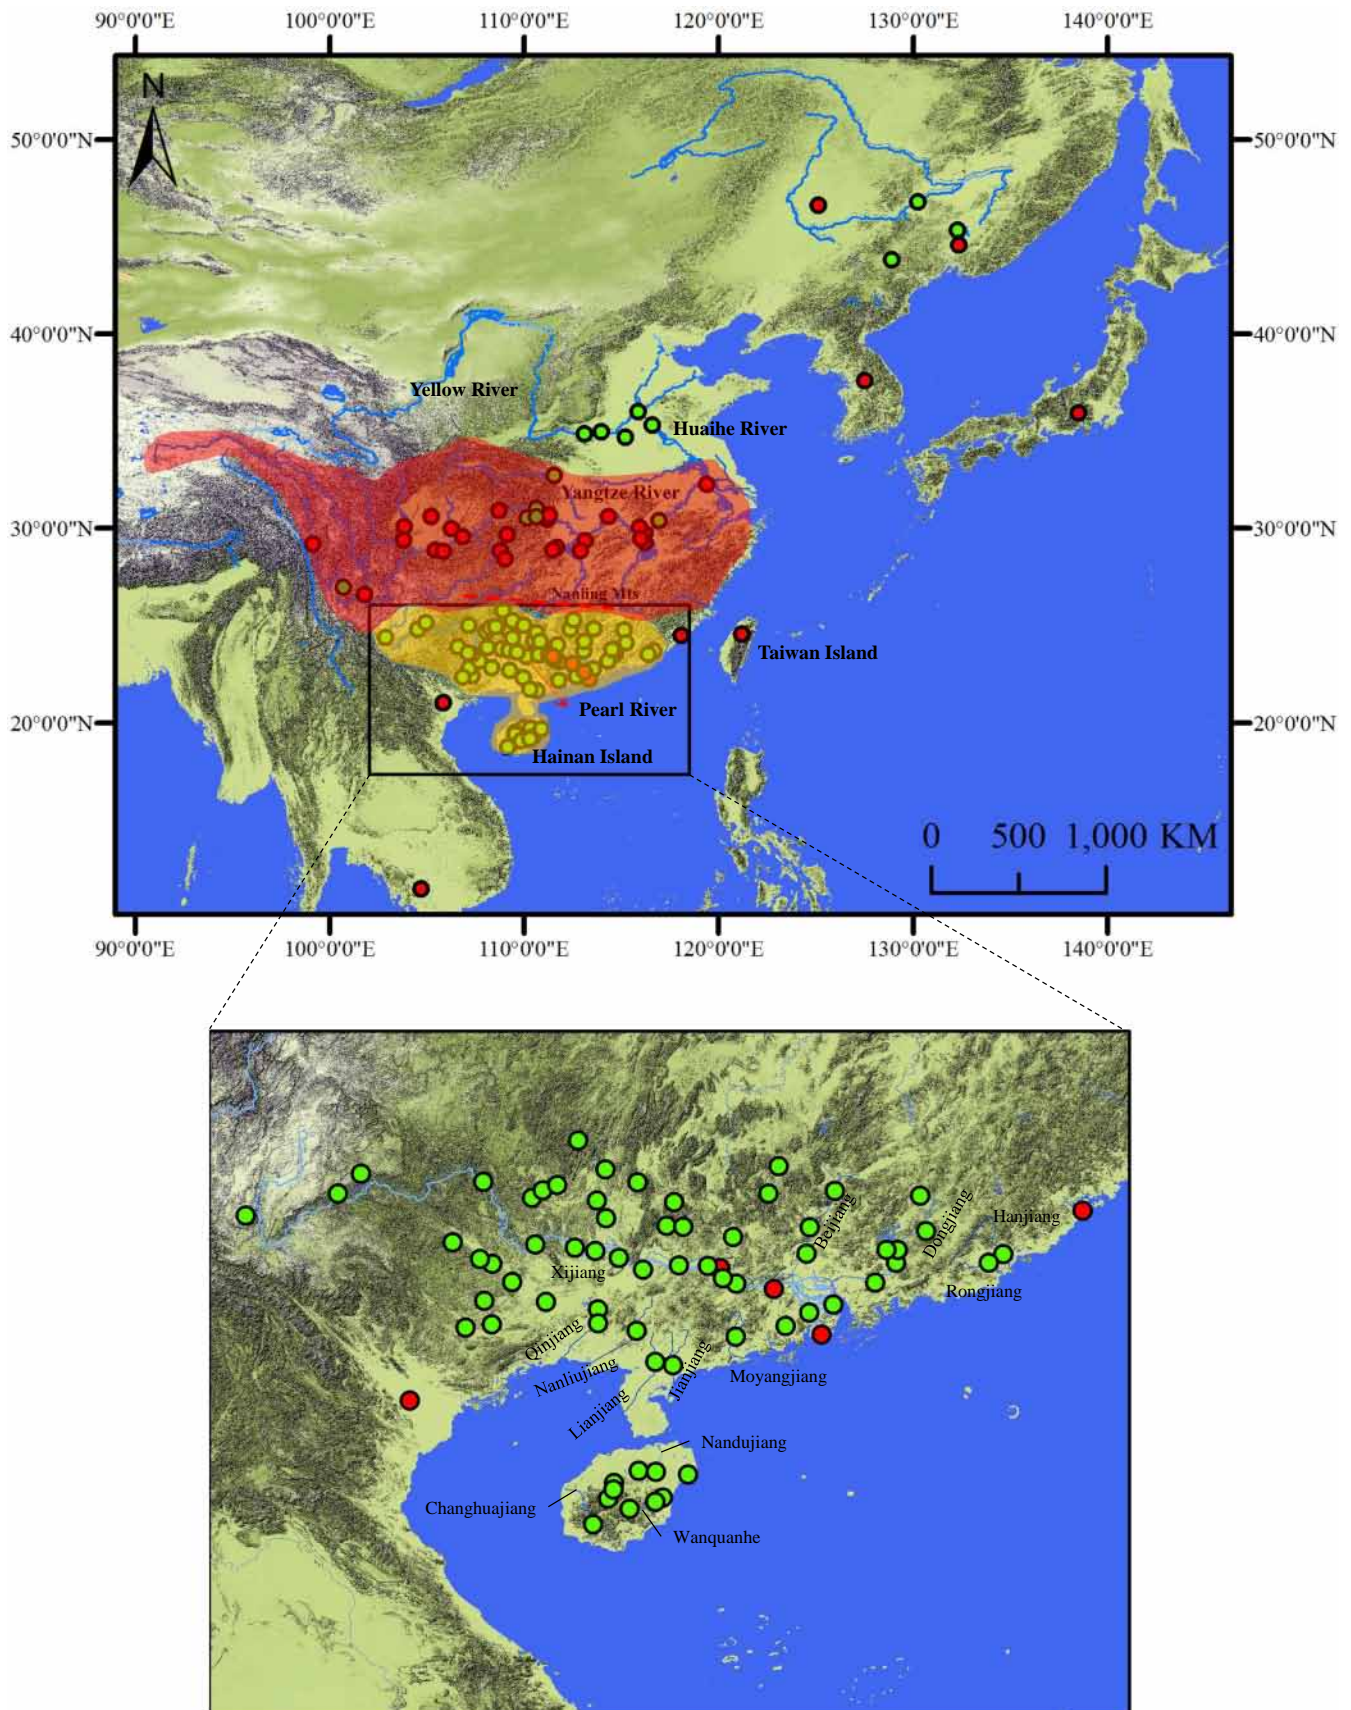 90°0'0"E 100°0'0"E 110°0'0"E 120°0'0"E 130°0'0"E 140°0'0"E
N
50°0'0"N 50°0'0"N
40°0'0"N 40°0'0"N
Yellow River
Huaihe River
Yangtze River
30°0'0"N 30°0'0"N
Nanling Mts
Taiwan Island
Pearl River
20°0'0"N 20°0'0"N
Hainan Island
0 500 1,000 KM
90°0'0"E 100°0'0"E 110°0'0"E 120°0'0"E 130°0'0"E 140°0'0"E
Beijiang
Dongjiang
Hanjiang
Xijiang
Rongjiang
Qinjiang
Nanliujiang
Jianjiang
Moyangjiang
Lianjiang
Nandujiang
Changhuajiang
Wanquanhe